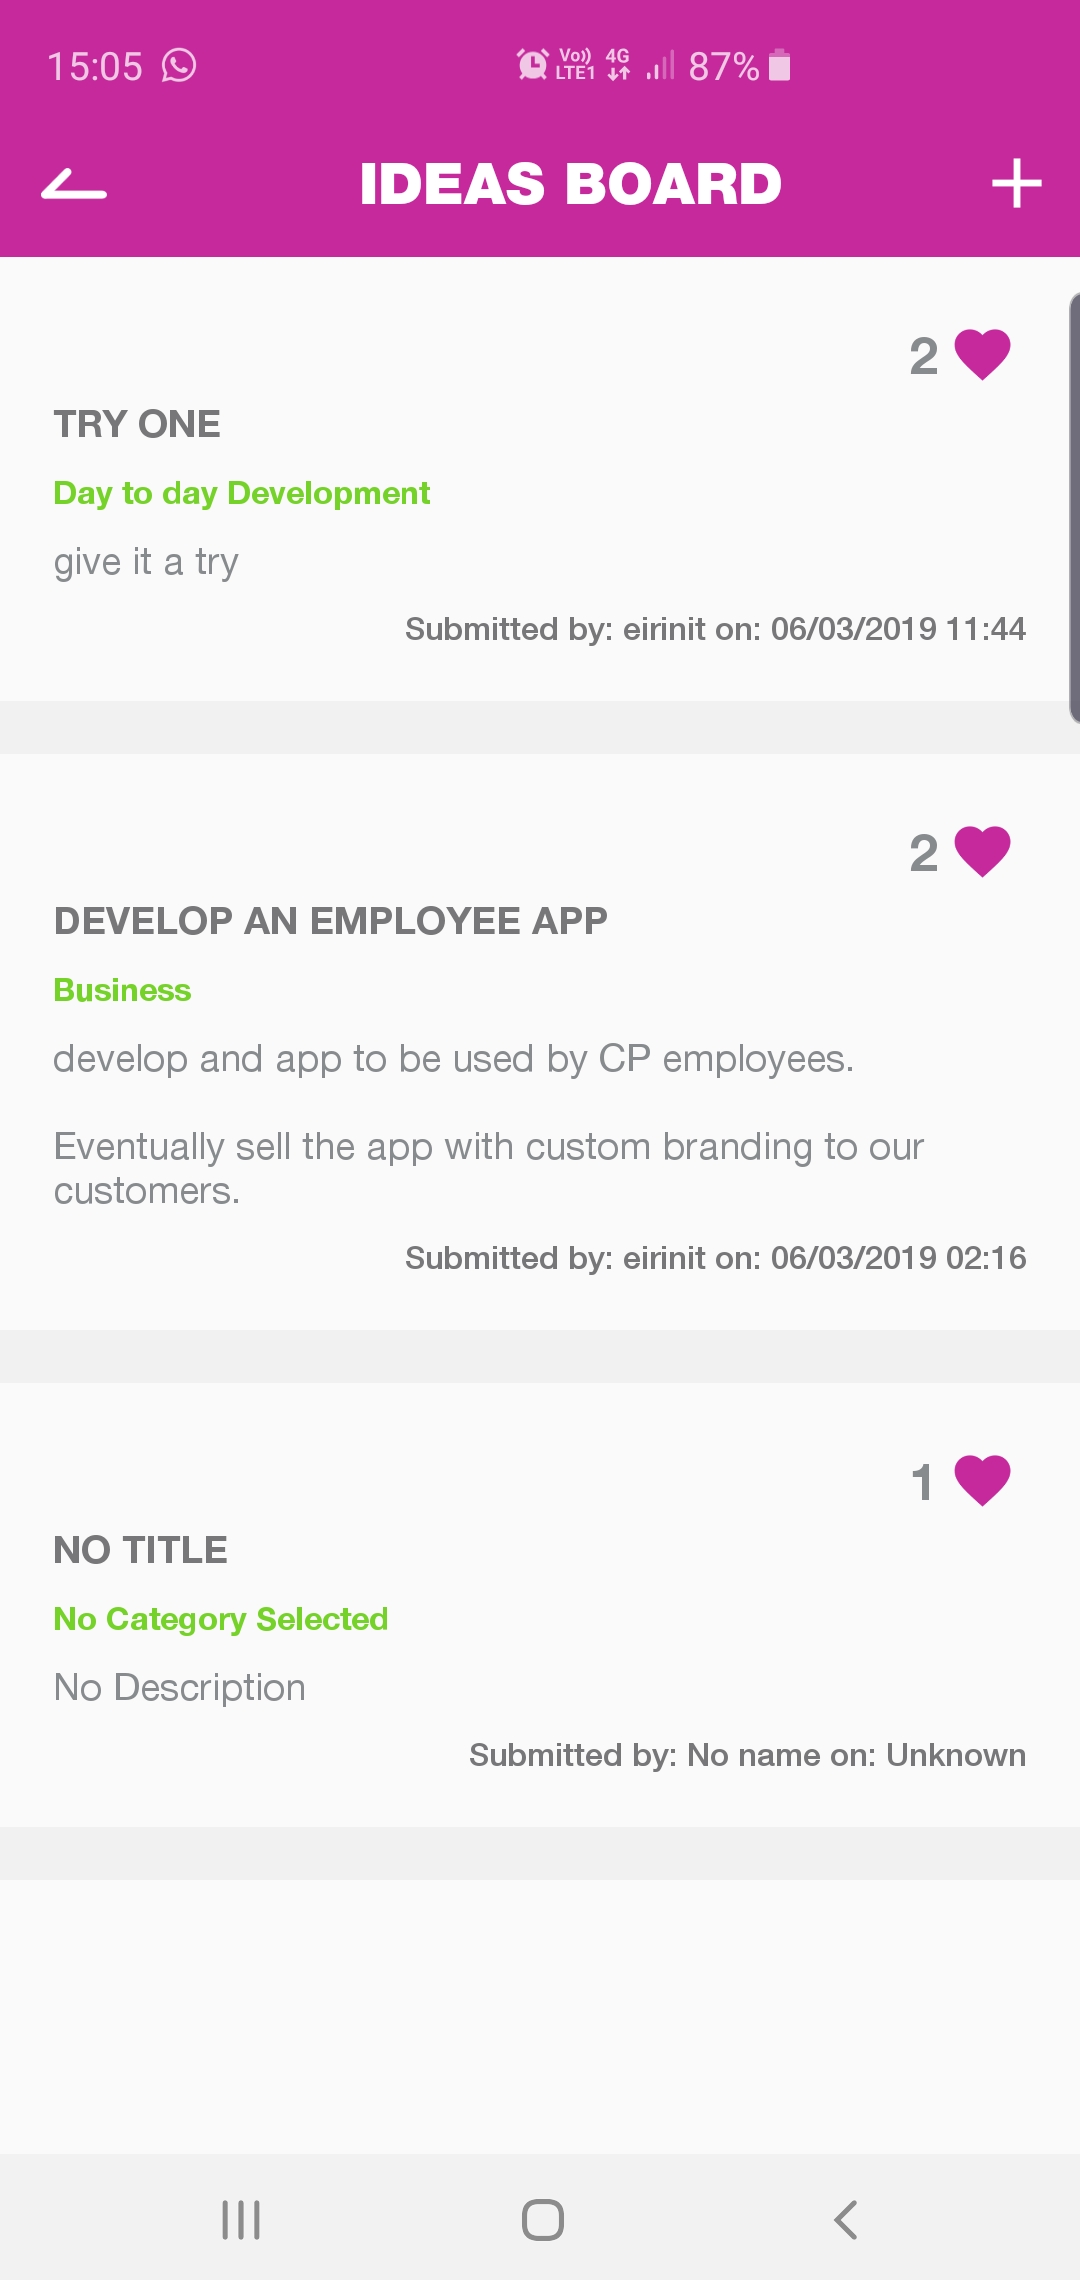 15:05
Vo)) LTE1 4G 87%
IDEAS BOARD
2
TRY ONE
Day to day Development
give it a try
Submitted by: eirinit on: 06/03/2019 11:44
2
DEVELOP AN EMPLOYEE APP
Business
develop and app to be used by CP employees.
Eventually sell the app with custom branding to our
customers.
Submitted by: eirinit on: 06/03/2019 02:16
1
NO TITLE
No Category Selected
No Description
Submitted by: No name on: Unknown